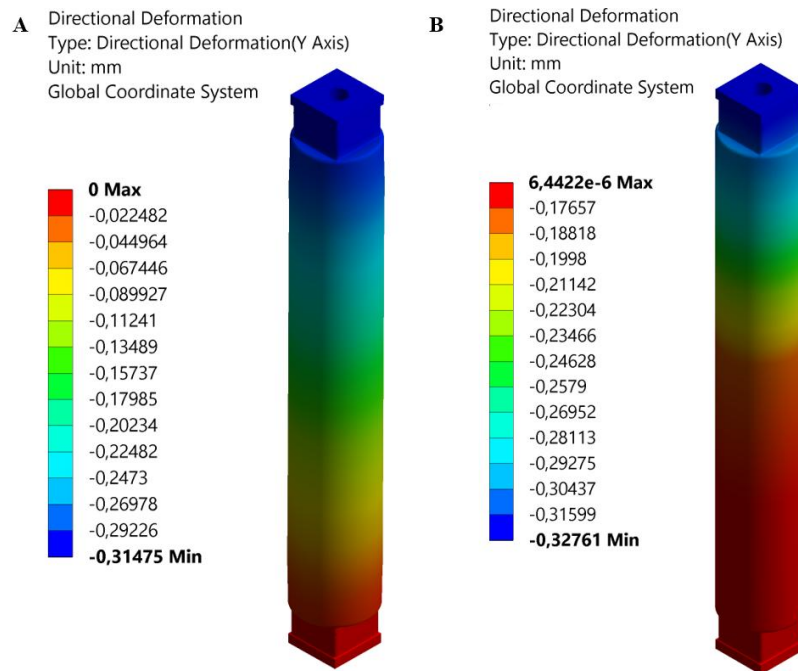 A
Directional Deformation
Type: Directional Deformation(Y Axis)
Unit: mm
Global Coordinate System
0 Max
-0,022482
-0,044964
-0,067446
-0,089927
-0,11241
-0,13489
-0,15737
-0,17985
-0,20234
-0,22482
-0,2473
-0,26978
-0,29226
-0,31475 Min
B
Directional Deformation
Type: Directional Deformation(Y Axis)
Unit: mm
Global Coordinate System
6,4422e-6 Max
-0,17657
-0,18818
-0,1998
-0,21142
-0,22304
-0,23466
-0,24628
-0,2579
-0,26952
-0,28113
-0,29275
-0,30437
-0,31599
-0,32761 Min